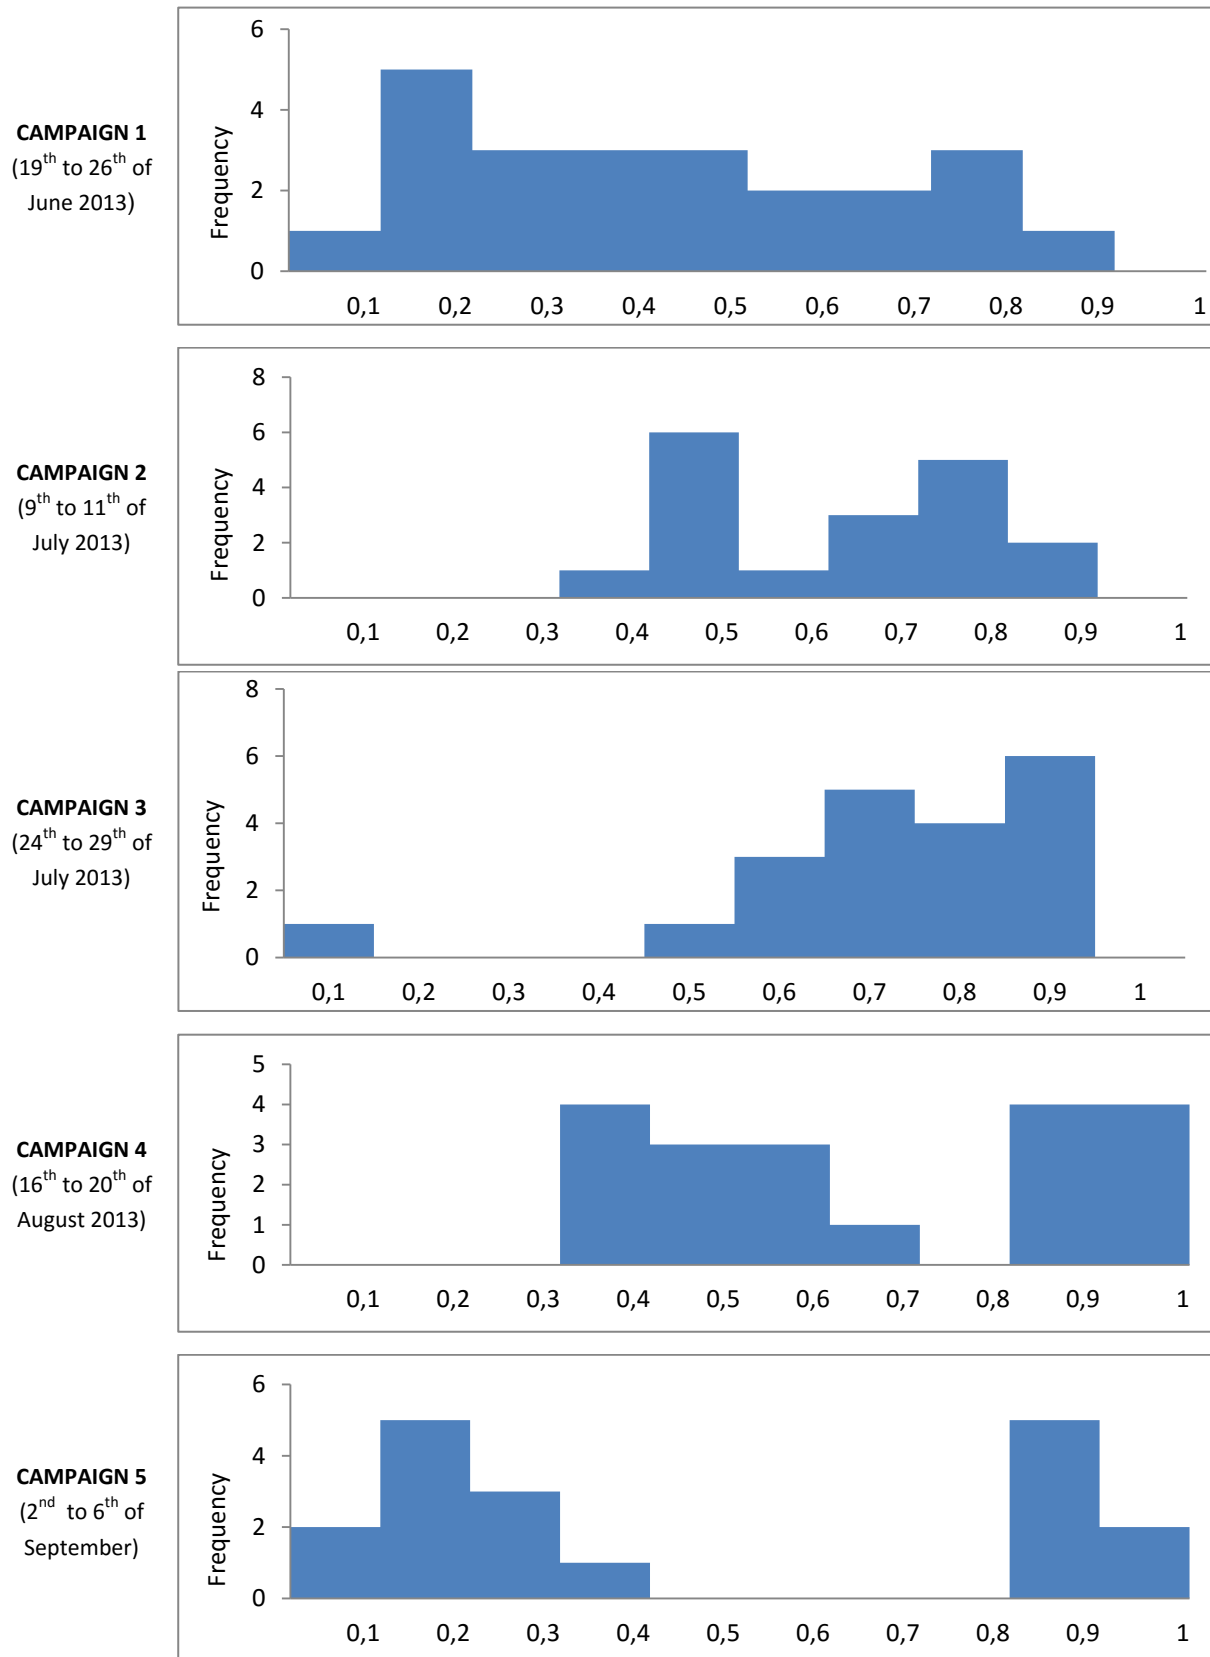 CAMPAIGN 1
(19th to 26th of
June 2013)
Frequency
6
4
2
0
0,1 0,2 0,3 0,4 0,5 0,6 0,7 0,8 0,9 1
CAMPAIGN 2
(9th to 11th of
July 2013)
Frequency
8
6
4
2
0
0,1 0,2 0,3 0,4 0,5 0,6 0,7 0,8 0,9 1
CAMPAIGN 3
(24th to 29th of
July 2013)
Frequency
8
6
4
2
0
0,1 0,2 0,3 0,4 0,5 0,6 0,7 0,8 0,9 1
CAMPAIGN 4
(16th to 20th of
August 2013)
Frequency
5
4
3
2
1
0
0,1 0,2 0,3 0,4 0,5 0,6 0,7 0,8 0,9 1
CAMPAIGN 5
(2nd to 6th of
September)
Frequency
6
4
2
0
0,1 0,2 0,3 0,4 0,5 0,6 0,7 0,8 0,9 1